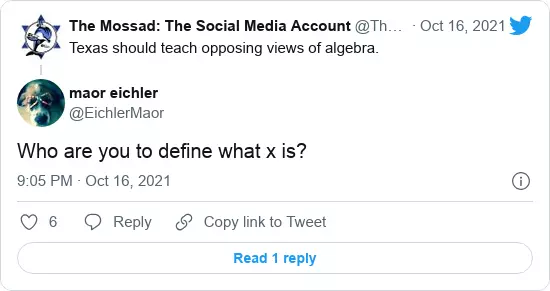 The Mossad: The Social Media Account @Th... · Oct 16, 2021
Texas should teach opposing views of algebra.
maor eichler
@EichlerMaor
Who are you to define what x is?
9:05 PM · Oct 16, 2021
6 Reply Copy link to Tweet
Read 1 reply